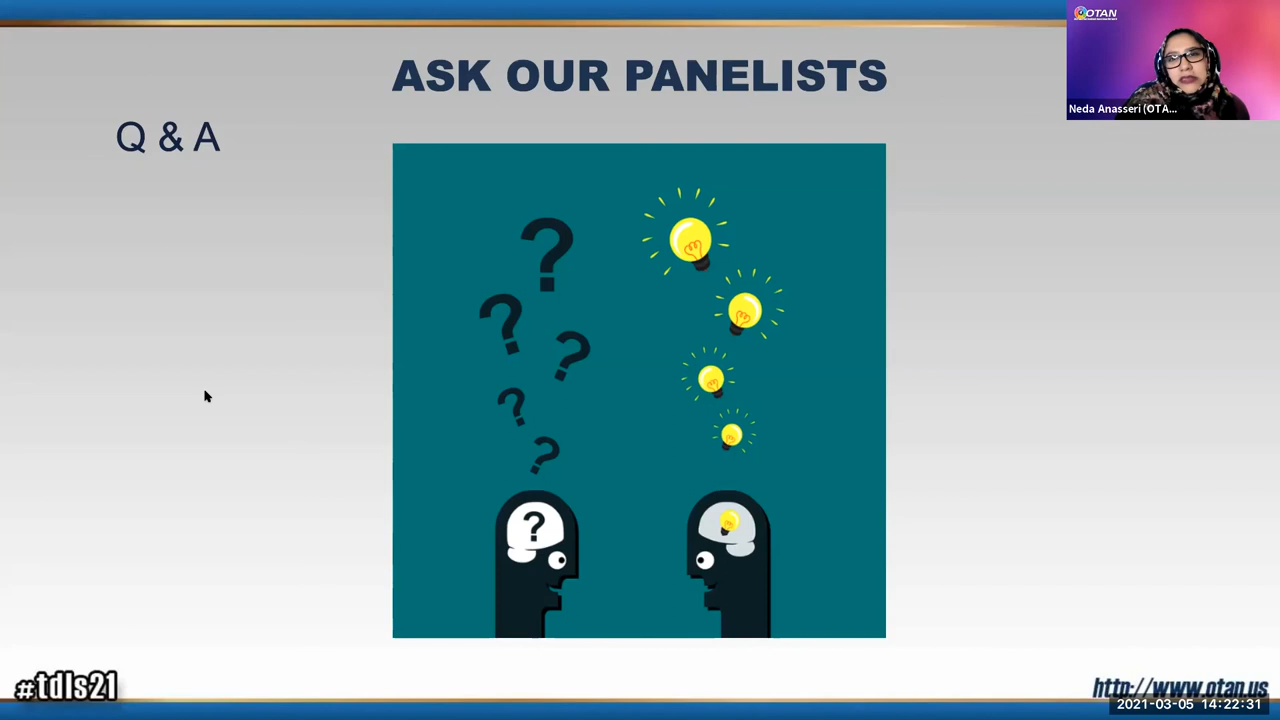 OTAN
ASK OUR PANELISTS
Neda Anasseri (OTA...
Q & A
?
?
?
?
?
?
#tdls21
http://www.otan.us
2021-03-05 14:22:31